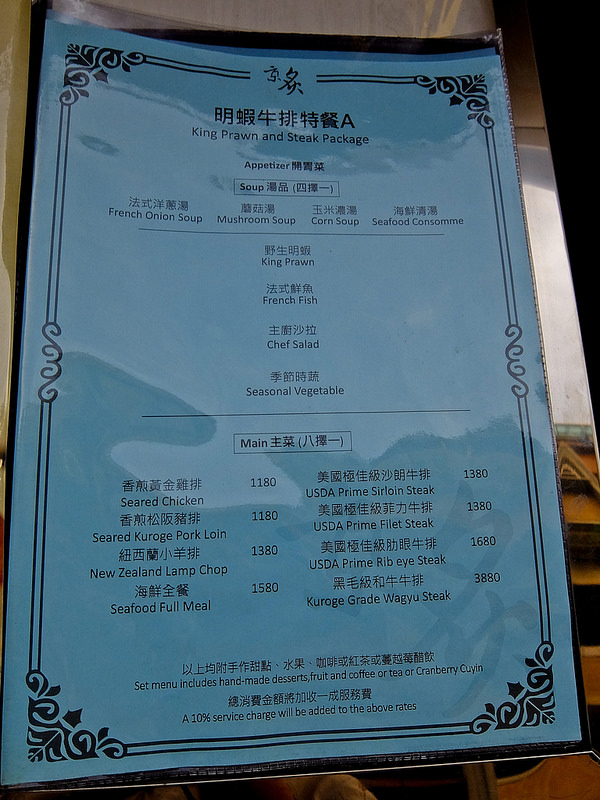 京炙
明蝦牛排特餐A
King Prawn and Steak Package
Appetizer 開胃菜
Soup 湯品 (四擇一)
法式洋蔥湯 蘑菇湯 玉米濃湯 海鮮清湯
French Onion Soup Mushroom Soup Corn Soup Seafood Consomme
野生明蝦
King Prawn
法式鮮魚
French Fish
主廚沙拉
Chef Salad
季節時蔬
Seasonal Vegetable
Main 主菜 (八擇一)
香煎黃金雞排 1180
Seared Chicken
香煎松阪豬排 1180
Seared Kuroge Pork Loin
紐西蘭小羊排 1380
New Zealand Lamp Chop
海鮮全餐 1580
Seafood Full Meal
美國極佳級沙朗牛排 1380
USDA Prime Sirloin Steak
美國極佳級菲力牛排 1380
USDA Prime Filet Steak
美國極佳級肋眼牛排 1680
USDA Prime Rib eye Steak
黑毛級和牛牛排 3880
Kuroge Grade Wagyu Steak
以上均附手作甜點、水果、咖啡或紅茶或蔓越莓醋飲
Set menu includes hand-made desserts,fruit and coffee or tea or Cranberry Cuyin
總消費金額將加收一成服務費
A 10% service charge will be added to the above rates